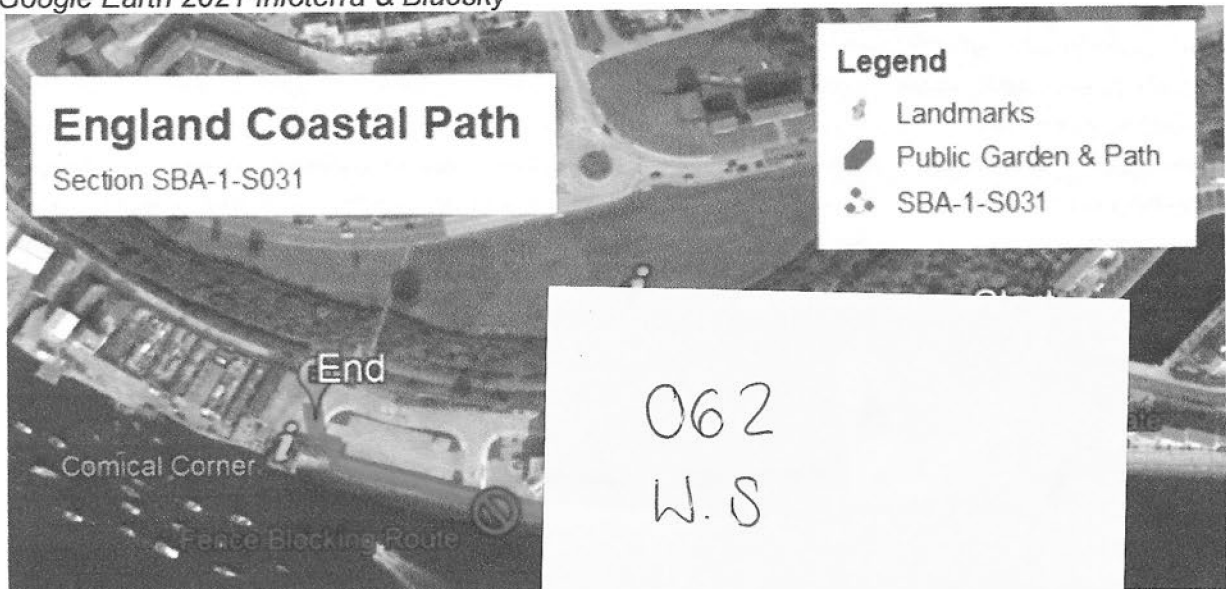 Google Earth 2021 Infoterra & Bluesky
England Coastal Path
Section SBA-1-S031
Legend
Landmarks
Public Garden & Path
SBA-1-S031
End
Comical Corner
Fence Blocking Route
062
W.S